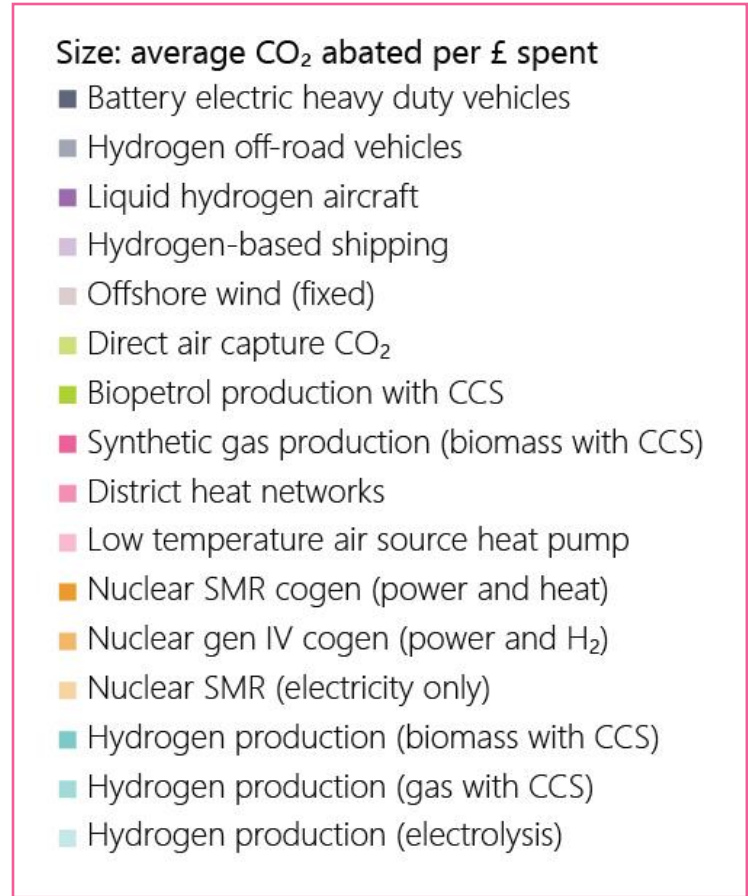 Size: average CO₂ abated per £ spent
Battery electric heavy duty vehicles
Hydrogen off-road vehicles
Liquid hydrogen aircraft
Hydrogen-based shipping
Offshore wind (fixed)
Direct air capture CO₂
Biopetrol production with CCS
Synthetic gas production (biomass with CCS)
District heat networks
Low temperature air source heat pump
Nuclear SMR cogen (power and heat)
Nuclear gen IV cogen (power and H₂)
Nuclear SMR (electricity only)
Hydrogen production (biomass with CCS)
Hydrogen production (gas with CCS)
Hydrogen production (electrolysis)